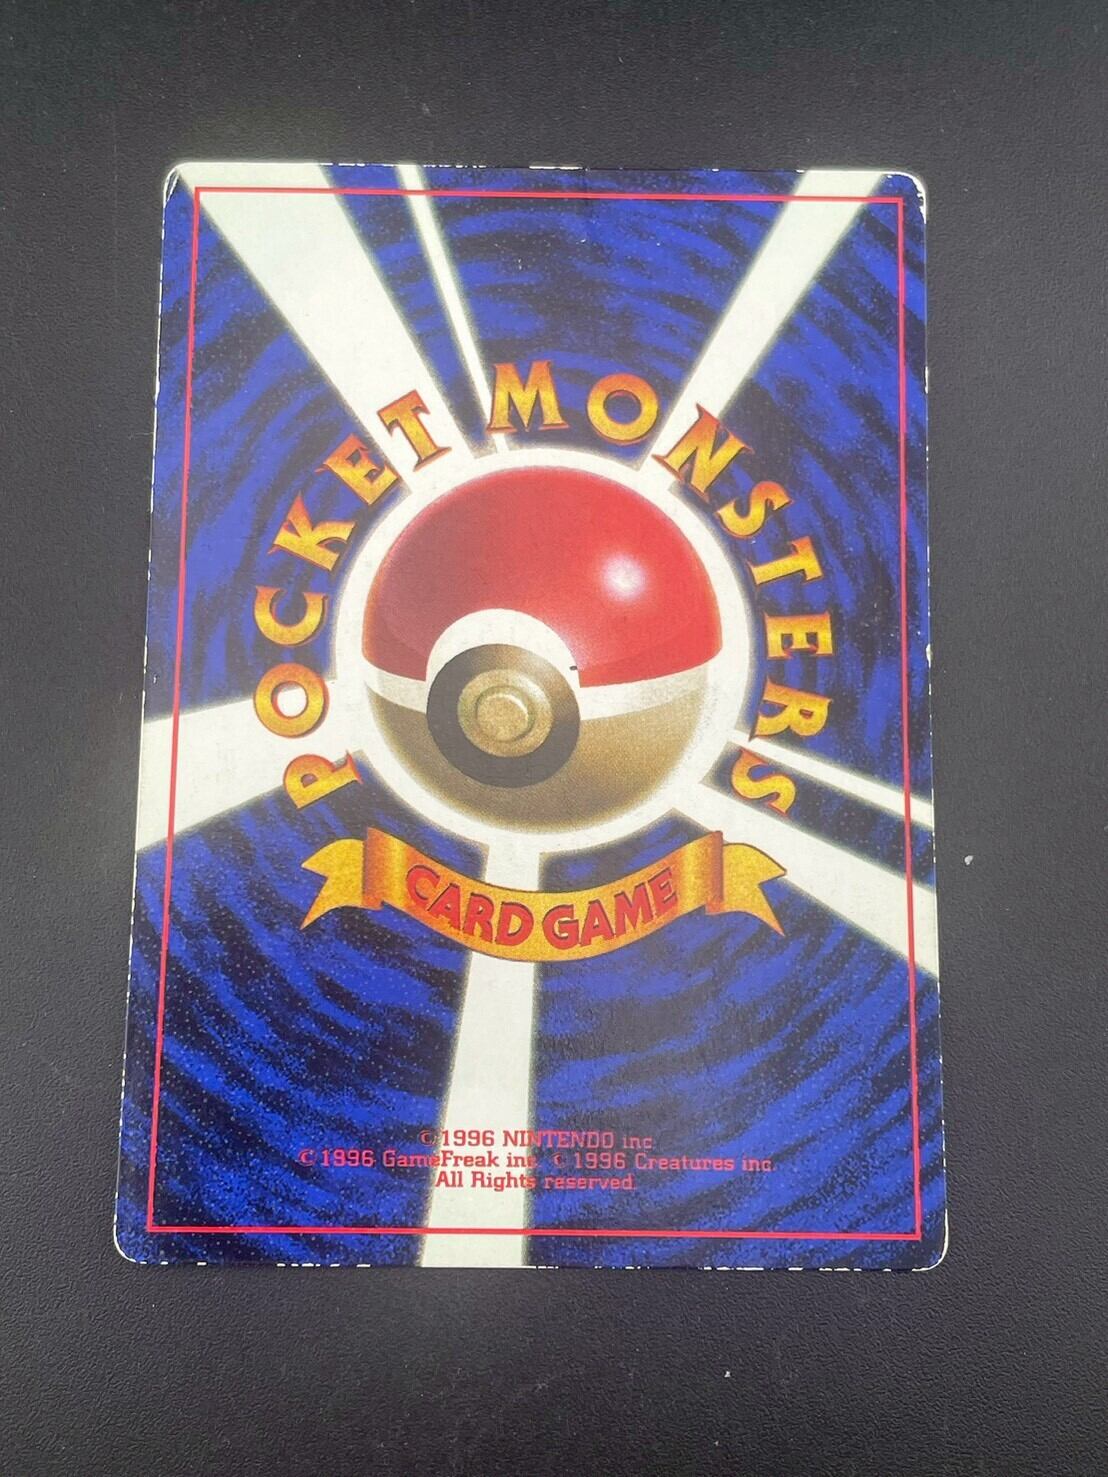 POCKET MONSTERS
CARD GAME
©1996 NINTENDO inc.
©1996 GameFreak inc. ©1996 Creatures inc.
All Rights reserved.